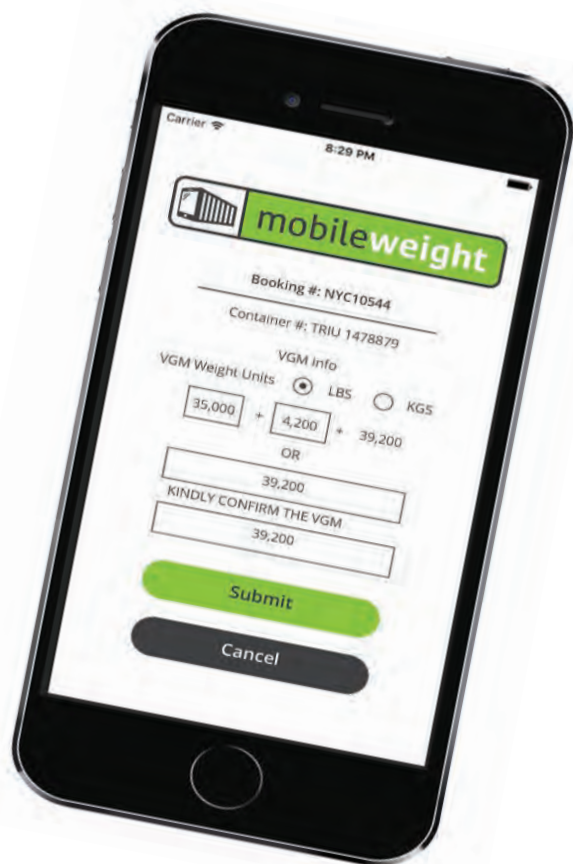 Carrier
8:29 PM
mobileweight
Booking #: NYC10544
Container #: TRIU 1478879
VGM Info
VGM Weight Units LBS KGS
35,000 + 4,200 + 39,200
OR
39,200
KINDLY CONFIRM THE VGM
39,200
Submit
Cancel